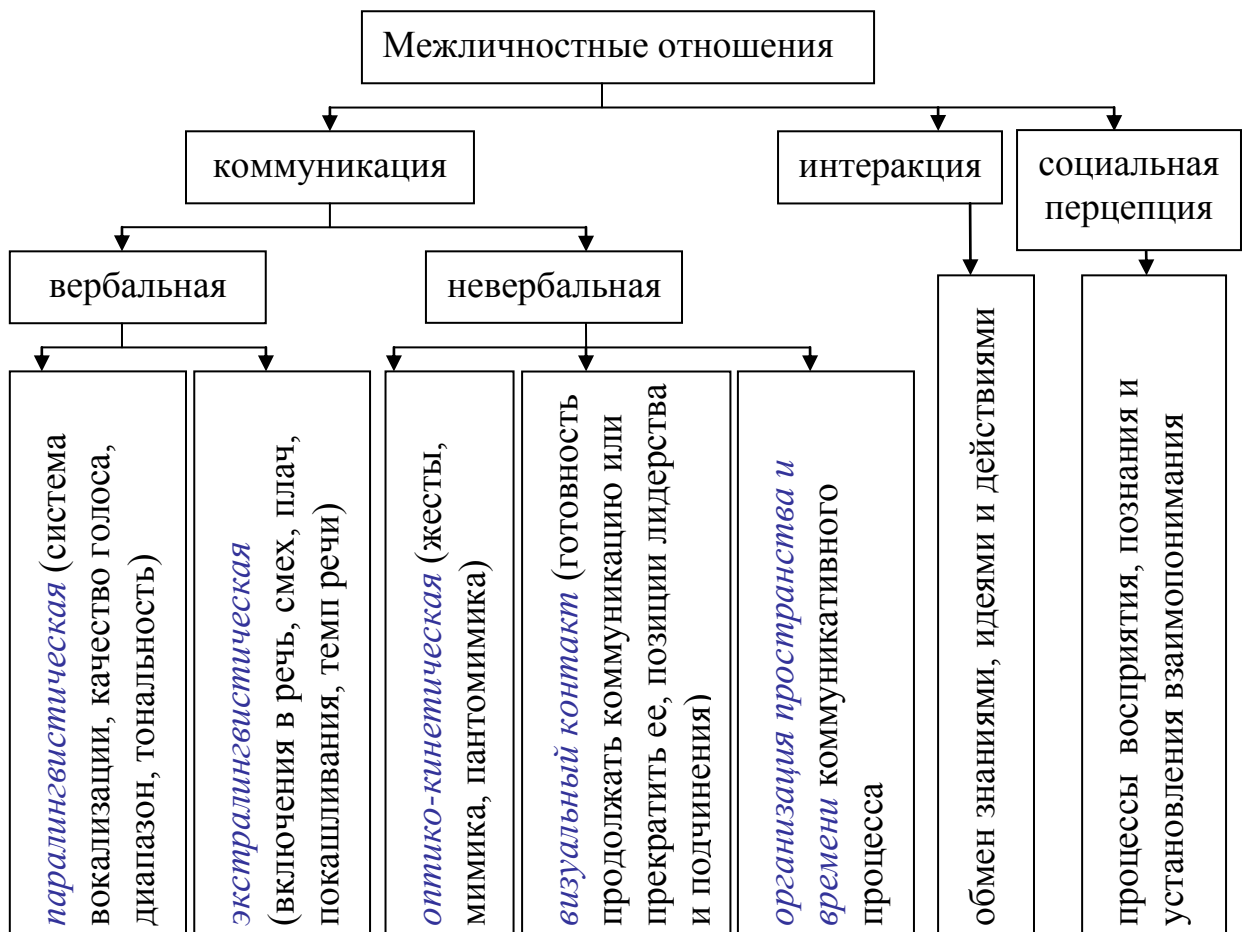 Межличностные отношения
коммуникация
интеракция
социальная
перцепция
вербальная
невербальная
паралингвистическая (система
вокализации, качество голоса,
диапазон, тональность)
экстралингвистическая
(включения в речь, смех, плач,
покашливания, темп речи)
оптико-кинетическая (жесты,
мимика, пантомимика)
визуальный контакт (готовность
продолжать коммуникацию или
прекратить ее, позиции лидерства
и подчинения)
организация пространства и
времени коммуникативного
процесса
обмен знаниями, идеями и действиями
процессы восприятия, познания и
установления взаимопонимания